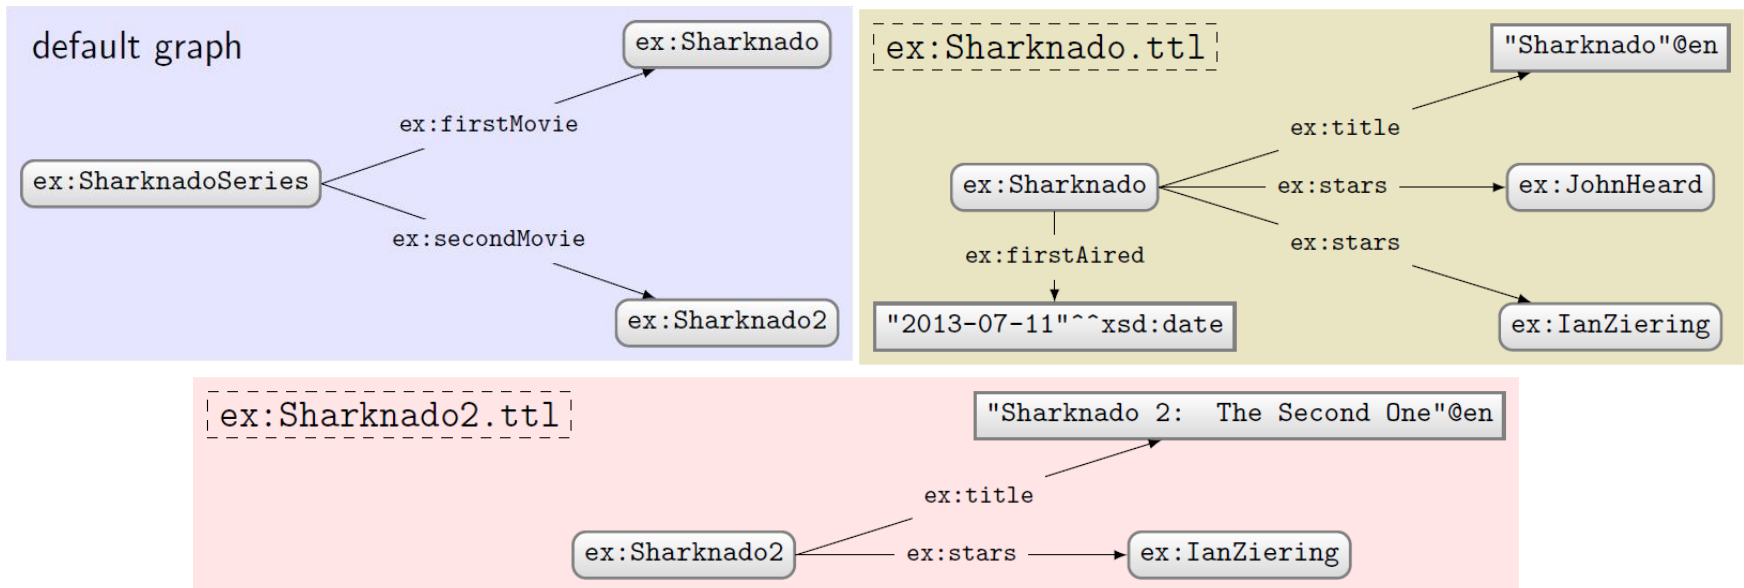 default graph
ex:Sharknado
ex:firstMovie
ex:SharknadoSeries
ex:secondMovie
ex:Sharknado2
ex:Sharknado.ttl
"Sharknado"@en
ex:title
ex:Sharknado
ex:stars
ex:JohnHeard
ex:stars
ex:firstAired
"2013-07-11"^^xsd:date
ex:IanZiering
ex:Sharknado2.ttl
"Sharknado 2: The Second One"@en
ex:title
ex:Sharknado2
ex:stars
ex:IanZiering